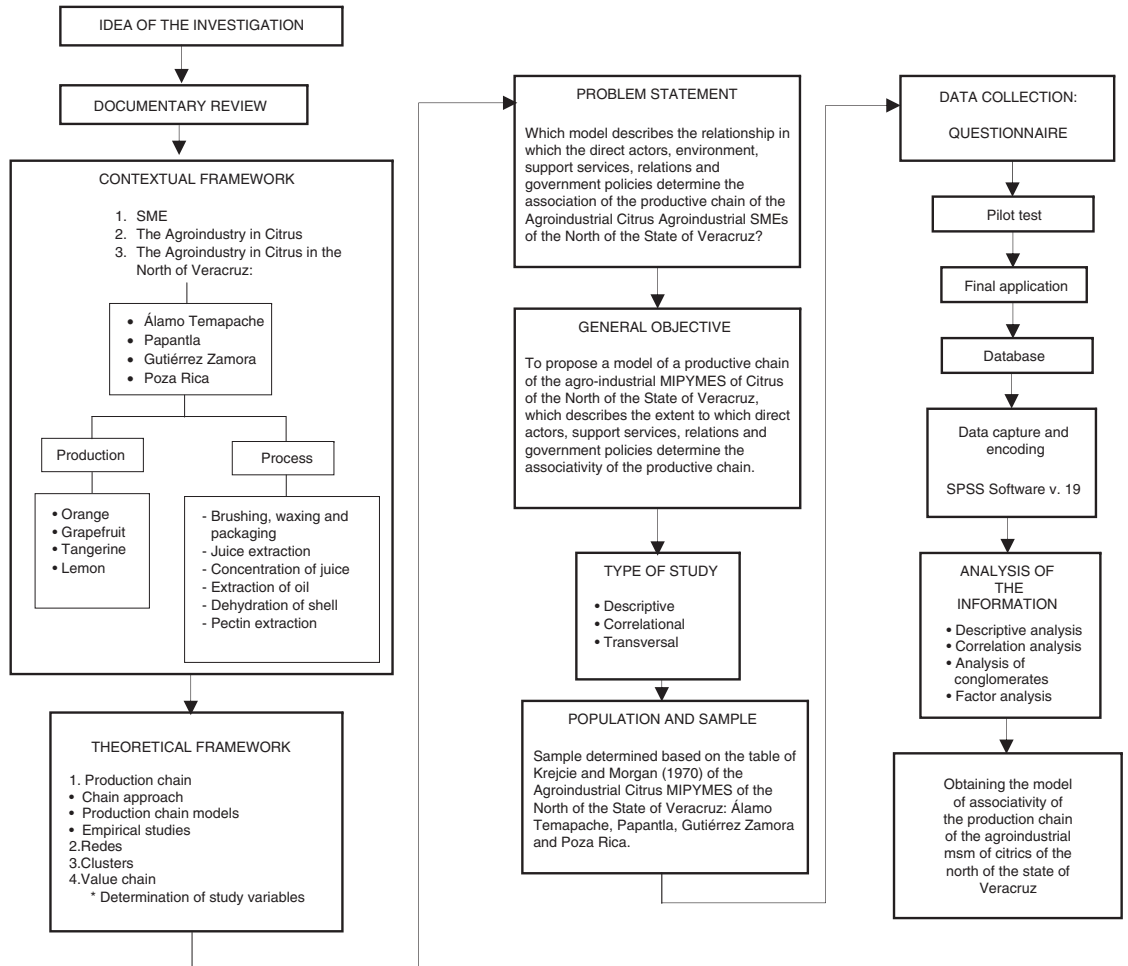 IDEA OF THE INVESTIGATION
DOCUMENTARY REVIEW
CONTEXTUAL FRAMEWORK
1. SME
2. The Agroindustry in Citrus
3. The Agroindustry in Citrus in the
North of Veracruz:
• Álamo Temapache
• Papantla
• Gutiérrez Zamora
• Poza Rica
Production
Process
• Orange
• Grapefruit
• Tangerine
• Lemon
- Brushing, waxing and
packaging
- Juice extraction
- Concentration of juice
- Extraction of oil
- Dehydration of shell
- Pectin extraction
THEORETICAL FRAMEWORK
1. Production chain
• Chain approach
• Production chain models
• Empirical studies
2.Redes
3.Clusters
4.Value chain
* Determination of study variables
PROBLEM STATEMENT
Which model describes the relationship in
which the direct actors, environment,
support services, relations and
government policies determine the
association of the productive chain of the
Agroindustrial Citrus Agroindustrial SMEs
of the North of the State of Veracruz?
GENERAL OBJECTIVE
To propose a model of a productive chain
of the agro-industrial MIPYMES of Citrus
of the North of the State of Veracruz,
which describes the extent to which direct
actors, support services, relations and
government policies determine the
associativity of the productive chain.
TYPE OF STUDY
• Descriptive
• Correlational
• Transversal
POPULATION AND SAMPLE
Sample determined based on the table of
Krejcie and Morgan (1970) of the
Agroindustrial Citrus MIPYMES of the
North of the State of Veracruz: Álamo
Temapache, Papantla, Gutiérrez Zamora
and Poza Rica.
DATA COLLECTION:
QUESTIONNAIRE
Pilot test
Final application
Database
Data capture and
encoding
SPSS Software v. 19
ANALYSIS OF
THE
INFORMATION
• Descriptive analysis
• Correlation analysis
• Analysis of
conglomerates
• Factor analysis
Obtaining the model
of associativity of
the production chain
of the agroindustrial
msm of citrics of the
north of the state of
Veracruz